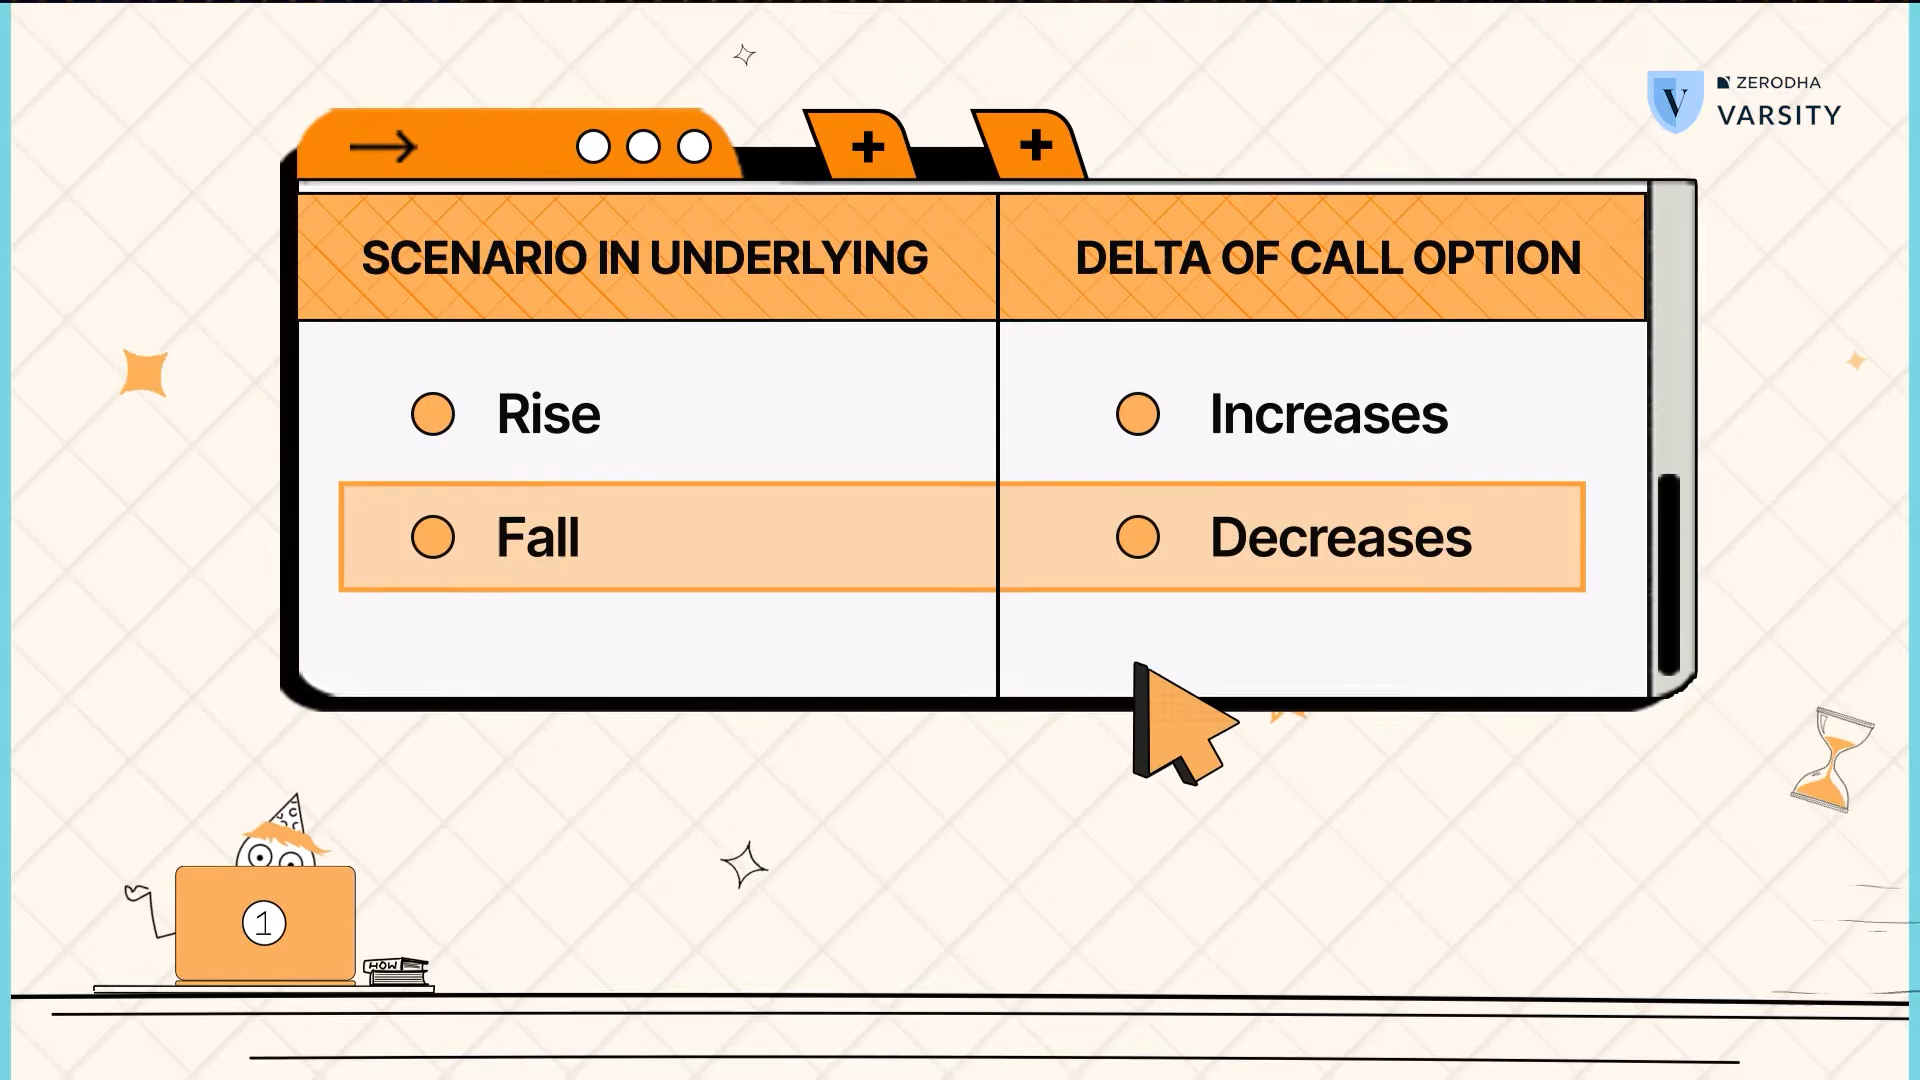 ZERODHA
V VARSITY
+ +
SCENARIO IN UNDERLYING DELTA OF CALL OPTION
Rise Increases
Fall Decreases
1
HOW